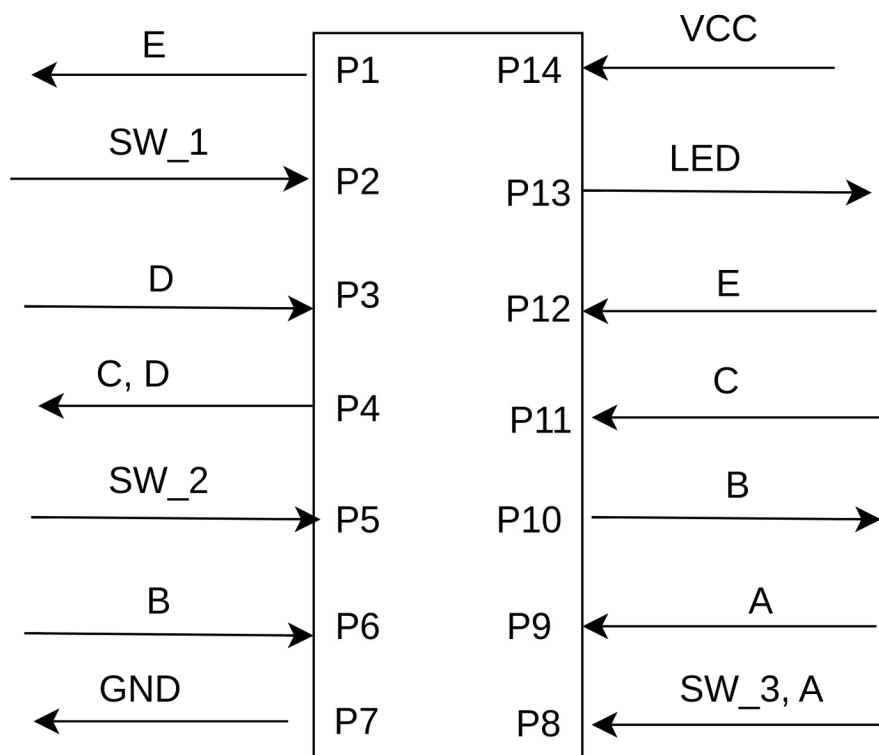 E
VCC
P1
P14
SW_1
LED
P2
P13
D
E
P3
P12
C, D
C
P4
P11
SW_2
B
P5
P10
B
A
P6
P9
GND
SW_3, A
P7
P8